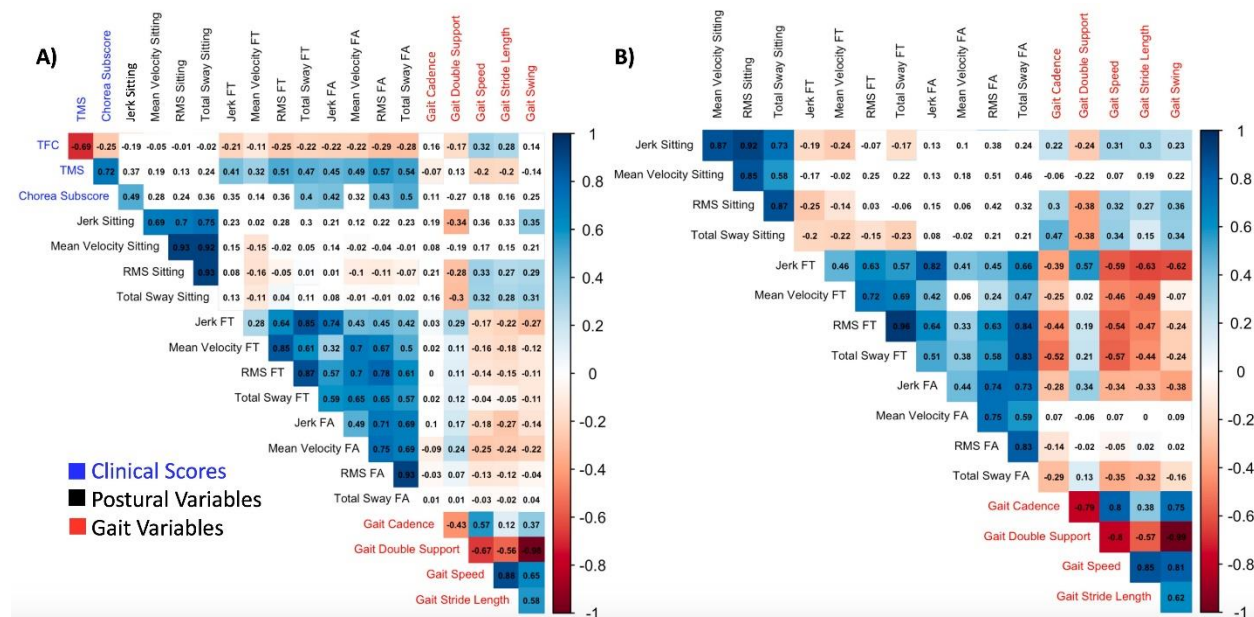 A)
TMS
Chorea Subscore
Jerk Sitting
Mean Velocity Sitting
RMS Sitting
Total Sway Sitting
Jerk FT
Mean Velocity FT
RMS FT
Total Sway FT
Jerk FA
Mean Velocity FA
RMS FA
Total Sway FA
Gait Cadence
Gait Double Support
Gait Speed
Gait Stride Length
Gait Swing
TFC -0.69 -0.25 -0.19 -0.05 -0.01 -0.02 -0.21 -0.11 -0.25 -0.22 -0.22 -0.22 -0.29 -0.28 0.16 -0.17 0.32 0.28 0.14
TMS 0.72 0.37 0.19 0.13 0.24 0.41 0.32 0.51 0.47 0.45 0.49 0.57 0.54 -0.07 0.13 -0.2 -0.2 -0.14
Chorea Subscore 0.49 0.28 0.24 0.36 0.35 0.14 0.36 0.4 0.42 0.32 0.43 0.5 0.11 -0.27 0.18 0.16 0.25
Jerk Sitting 0.69 0.7 0.75 0.23 0.02 0.28 0.3 0.21 0.12 0.22 0.23 0.19 -0.34 0.36 0.33 0.35
Mean Velocity Sitting 0.93 0.92 0.15 -0.15 -0.02 0.05 0.14 -0.02 -0.04 -0.01 0.08 -0.19 0.17 0.15 0.21
RMS Sitting 0.93 0.08 -0.16 -0.05 0.01 0.01 -0.1 -0.11 -0.07 0.21 -0.28 0.33 0.27 0.29
Total Sway Sitting 0.13 -0.11 0.04 0.11 0.08 -0.01 -0.01 0.02 0.16 -0.3 0.32 0.28 0.31
Jerk FT 0.28 0.64 0.85 0.74 0.43 0.45 0.42 0.03 0.29 -0.17 -0.22 -0.27
Mean Velocity FT 0.85 0.61 0.32 0.7 0.67 0.5 0.02 0.11 -0.16 -0.18 -0.12
RMS FT 0.87 0.57 0.7 0.78 0.61 0 0.11 -0.14 -0.15 -0.11
Total Sway FT 0.59 0.65 0.65 0.57 0.02 0.12 -0.04 -0.05 -0.11
Jerk FA 0.49 0.71 0.69 0.1 0.17 -0.18 -0.27 -0.14
Mean Velocity FA 0.75 0.69 -0.09 0.24 -0.25 -0.24 -0.22
RMS FA 0.93 -0.03 0.07 -0.13 -0.12 -0.04
Total Sway FA 0.01 0.01 -0.03 -0.02 0.04
Gait Cadence -0.43 0.57 0.12 0.37
Gait Double Support -0.67 -0.56
Gait Speed 0.88 0.65
Gait Stride Length 0.58
Clinical Scores
Postural Variables
Gait Variables
1
0.8
0.6
0.4
0.2
0
-0.2
-0.4
-0.6
-0.8
-1
B)
Mean Velocity Sitting
RMS Sitting
Total Sway Sitting
Jerk FT
Mean Velocity FT
RMS FT
Total Sway FT
Jerk FA
Mean Velocity FA
RMS FA
Total Sway FA
Gait Cadence
Gait Double Support
Gait Speed
Gait Stride Length
Gait Swing
Jerk Sitting 0.87 0.92 0.73 -0.19 -0.24 -0.07 -0.17 0.13 0.1 0.38 0.24 0.22 -0.24 0.31 0.3 0.23
Mean Velocity Sitting 0.85 0.58 -0.17 -0.02 0.25 0.22 0.13 0.18 0.51 0.46 -0.06 -0.22 0.07 0.19 0.22
RMS Sitting 0.87 -0.25 -0.14 0.03 -0.05 0.15 0.06 0.42 0.32 0.3 -0.38 0.32 0.27 0.36
Total Sway Sitting -0.2 -0.22 -0.15 -0.23 0.08 -0.02 0.21 0.1 0.47 -0.38 0.34 0.15 0.34
Jerk FT 0.46 0.63 0.57 0.82 0.41 0.45 0.66 -0.39 0.57 -0.59 -0.63 -0.62
Mean Velocity FT 0.72 0.69 0.42 0.06 0.24 0.47 -0.25 0.02 -0.46 -0.49 -0.07
RMS FT 0.64 0.33 0.63 0.84 -0.44 0.19 -0.54 -0.47 -0.24
Total Sway FT 0.51 0.38 0.58 0.83 -0.52 0.21 -0.57 -0.44 -0.24
Jerk FA 0.44 0.74 0.73 -0.28 0.34 -0.34 -0.33 -0.38
Mean Velocity FA 0.75 0.59 0.07 -0.06 0.07 0 0.09
RMS FA 0.83 -0.14 -0.02 -0.05 0.02 0.02
Total Sway FA -0.29 0.13 -0.35 -0.32 -0.16
Gait Cadence -0.79 0.8 0.38 0.75
Gait Double Support -0.8 -0.57
Gait Speed 0.85 0.81
Gait Stride Length 0.62
1
0.8
0.6
0.4
0.2
0
-0.2
-0.4
-0.6
-0.8
-1